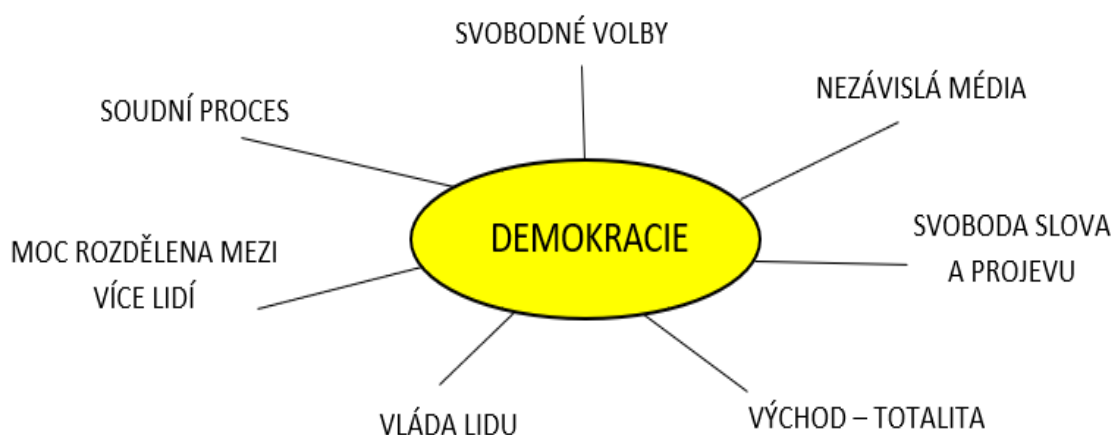 SVOBODNÉ VOLBY
NEZÁVISLÁ MÉDIA
SOUDNÍ PROCES
DEMOKRACIE
SVOBODA SLOVA
A PROJEVU
MOC ROZDĚLENA MEZI
VÍCE LIDÍ
VLÁDA LIDU
VÝCHOD – TOTALITA